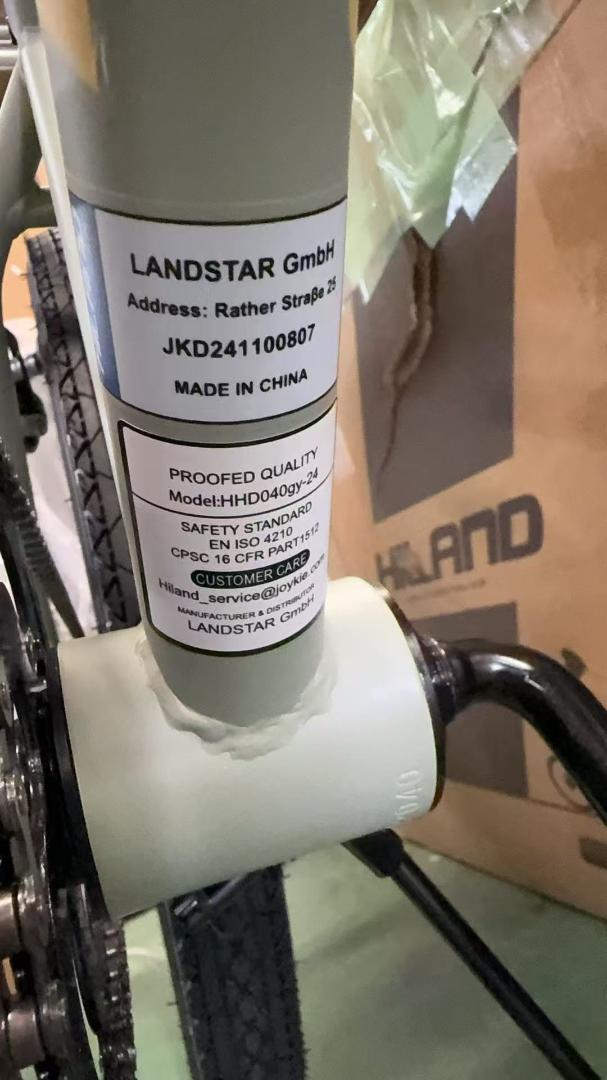 LANDSTAR GmbH
Address: Rather Straße 25
JKD241100807
MADE IN CHINA
PROOFED QUALITY
Model:HHD040gy-24
SAFETY STANDARD
EN ISO 4210
CPSC 16 CFR PART1512
CUSTOMER CARE
Hiland_service@joykie.com
MANUFACTURER & DISTRIBUTOR
LANDSTAR GmbH
HILAND